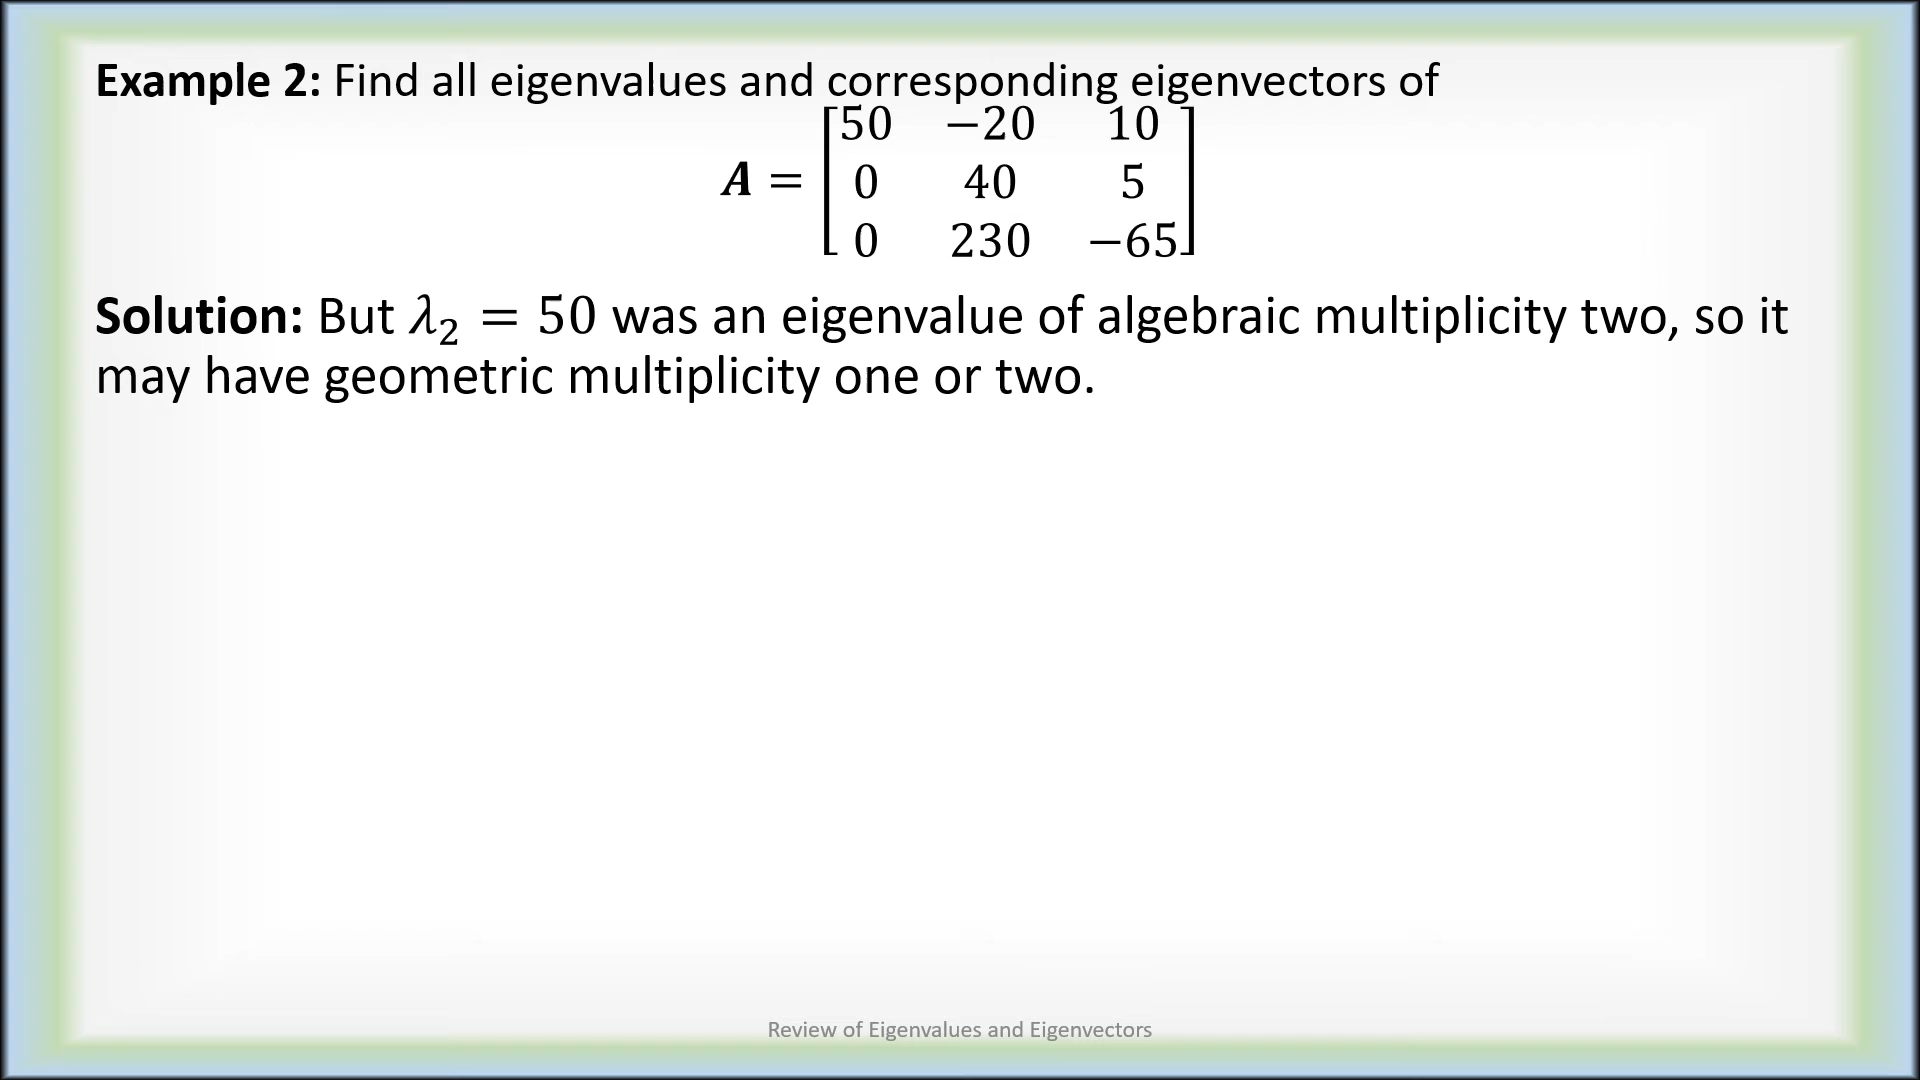 Example 2: Find all eigenvalues and corresponding eigenvectors of
A = [50 −20 10
0 40 5
0 230 −65]
Solution: But λ₂ = 50 was an eigenvalue of algebraic multiplicity two, so it
may have geometric multiplicity one or two.
Review of Eigenvalues and Eigenvectors